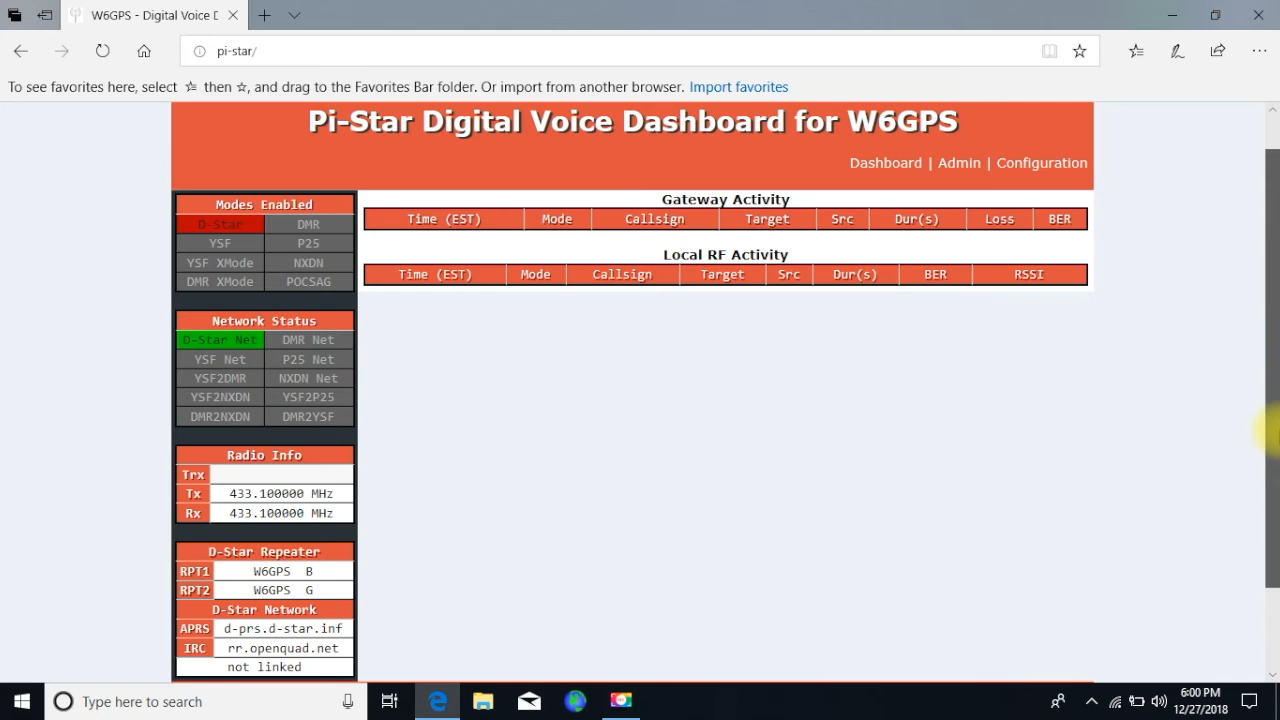 W6GPS - Digital Voice D
pi-star/
To see favorites here, select ☆ then ☆, and drag to the Favorites Bar folder. Or import from another browser. Import favorites
Pi-Star Digital Voice Dashboard for W6GPS
Dashboard | Admin | Configuration
Modes Enabled
D-Star DMR
YSF P25
YSF XMode NXDN
DMR XMode POCSAG
Network Status
D-Star Net DMR Net
YSF Net P25 Net
YSF2DMR NXDN Net
YSF2NXDN YSF2P25
DMR2NXDN DMR2YSF
Radio Info
Trx
Tx 433.100000 MHz
Rx 433.100000 MHz
D-Star Repeater
RPT1 W6GPS B
RPT2 W6GPS G
D-Star Network
APRS d-prs.d-star.inf
IRC rr.openquad.net
not linked
Gateway Activity
Time (EST) Mode Callsign Target Src Dur(s) Loss BER
Local RF Activity
Time (EST) Mode Callsign Target Src Dur(s) BER RSSI
Type here to search
6:00 PM
12/27/2018